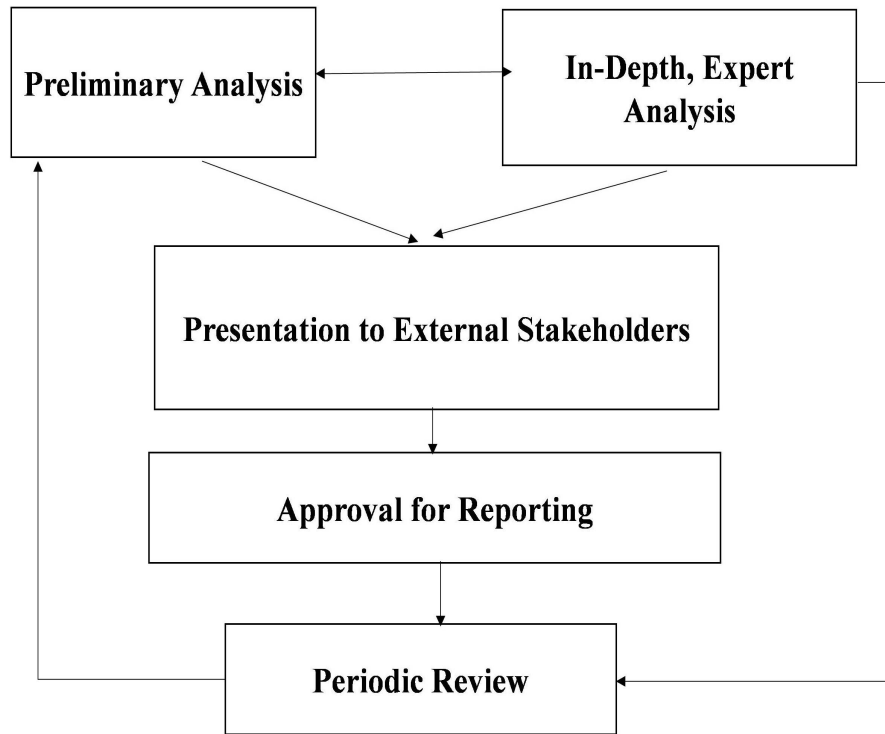 Preliminary Analysis
In-Depth, Expert
Analysis
Presentation to External Stakeholders
Approval for Reporting
Periodic Review